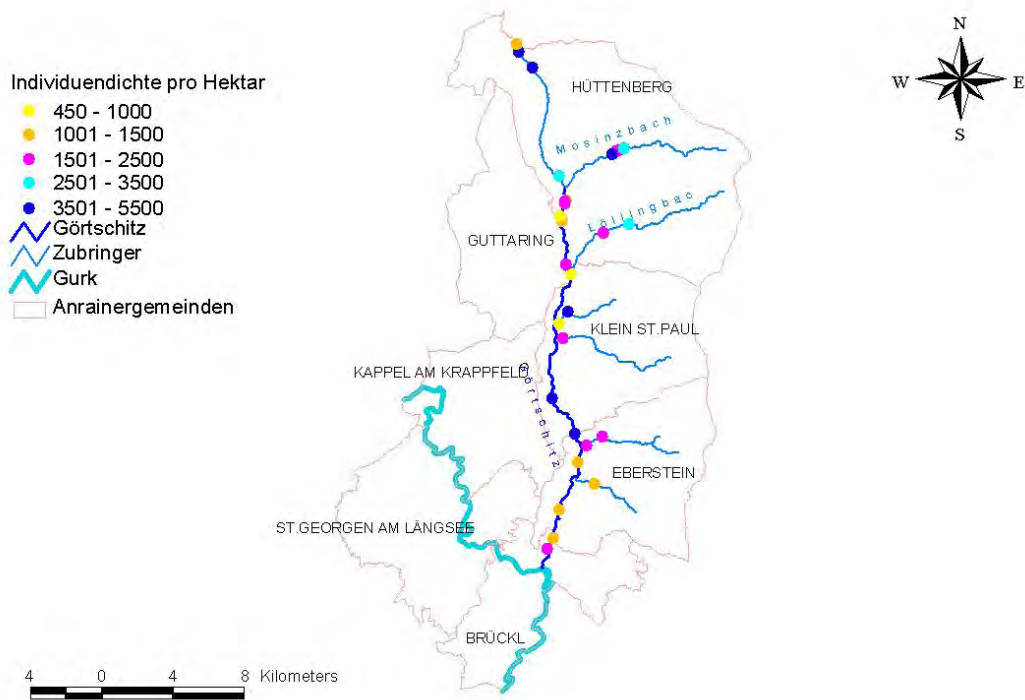 Individuendichte pro Hektar
450 - 1000
1001 - 1500
1501 - 2500
2501 - 3500
3501 - 5500
Görtschitz
Zubringer
Gurk
Anrainergemeinden
N
W E
S
HÜTTENBERG
Mosinzbach
Löllingbac
GUTTARING
KLEIN ST.PAUL
KAPPEL AM KRAPPFELD
Görtschitz
EBERSTEIN
ST.GEORGEN AM LÄNGSEE
BRÜCKL
4 0 4 8 Kilometers